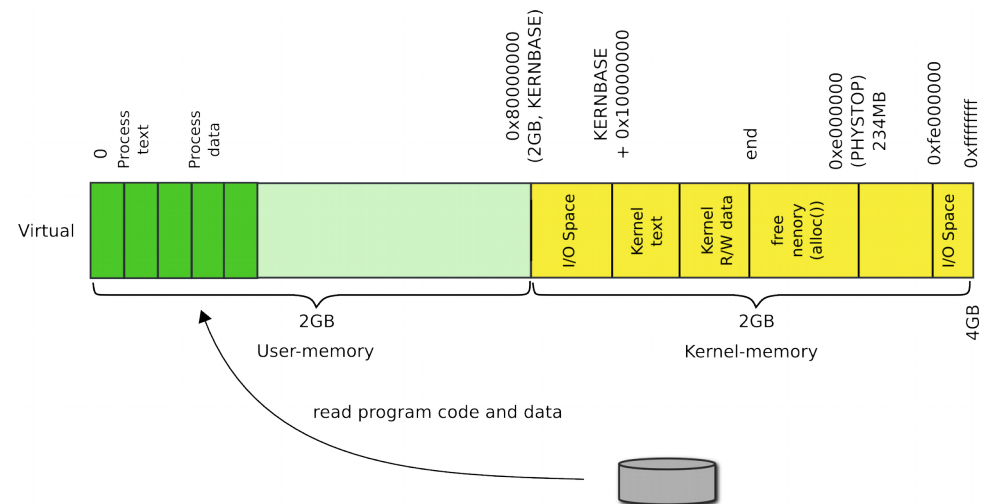 0
Process
text
Process
data
0x80000000
(2GB, KERNBASE)
KERNBASE
+ 0x10000000
end
0xe000000
(PHYSTOP)
234MB
0xfe000000
0xffffffff
Virtual
I/O Space
Kernel
text
Kernel
R/W data
free
nenory
(alloc())
I/O Space
2GB
User-memory
2GB
Kernel-memory
4GB
read program code and data